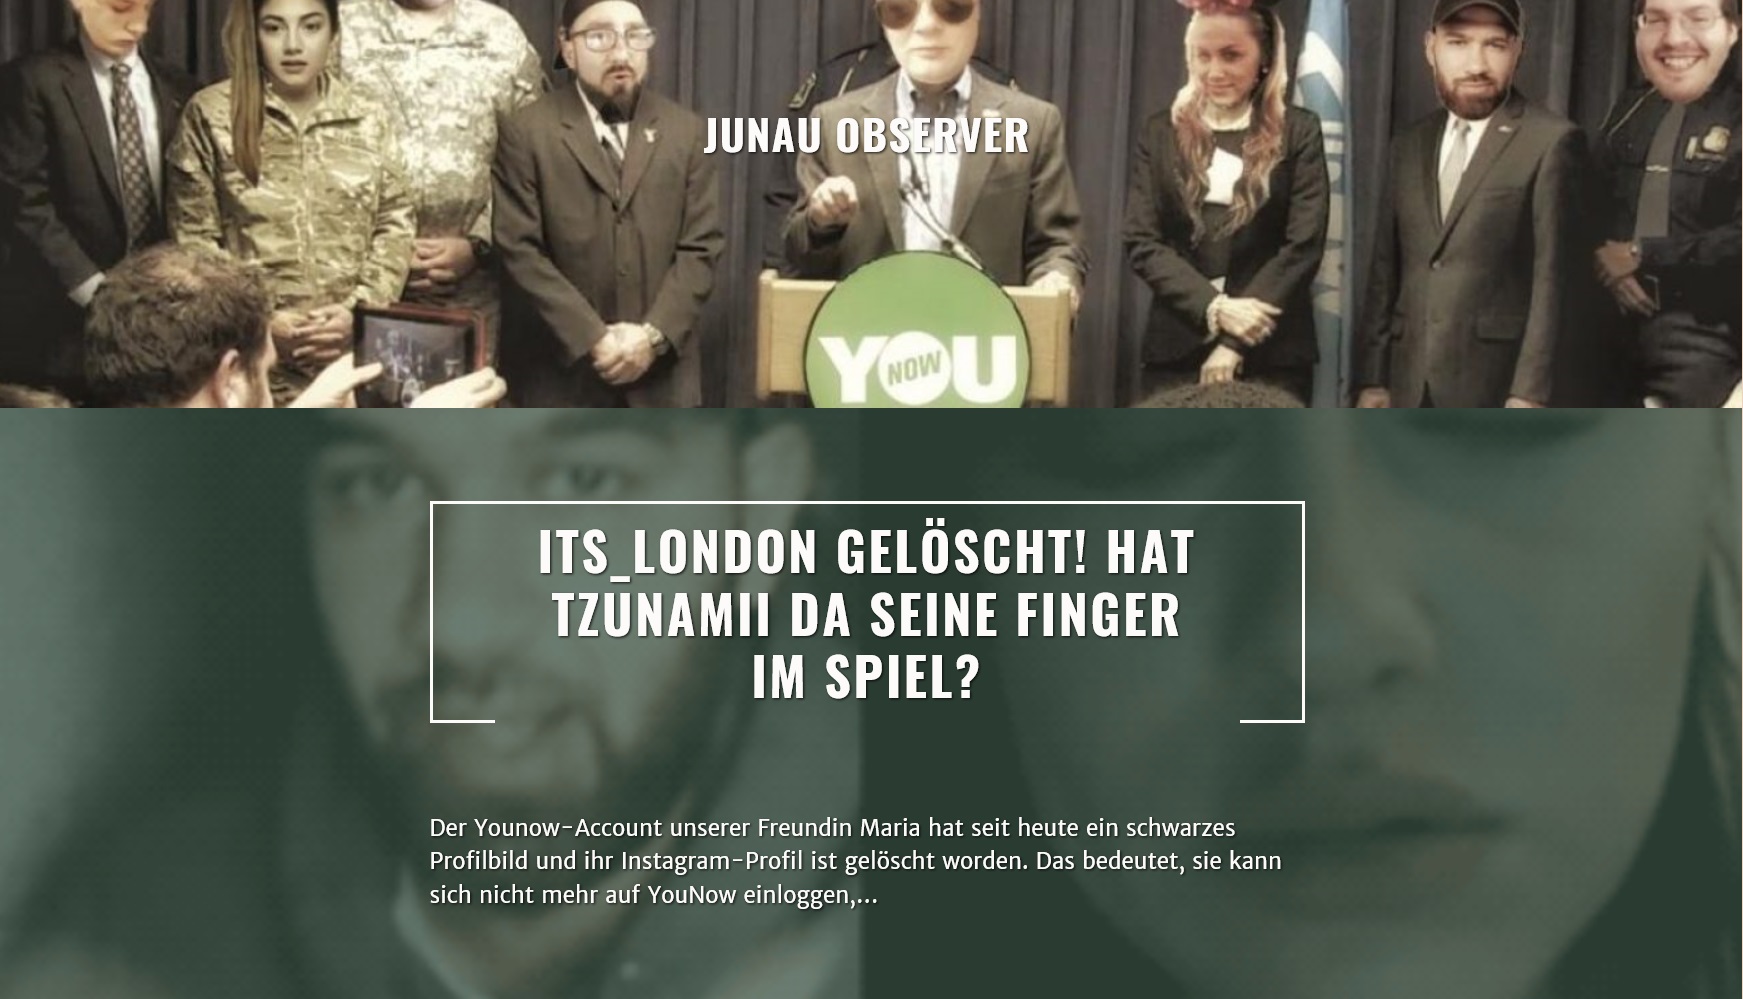 JUNAU OBSERVER
YOU
NOW
ITS_LONDON GELÖSCHT! HAT
TZUNAMII DA SEINE FINGER
IM SPIEL?
Der Younow-Account unserer Freundin Maria hat seit heute ein schwarzes
Profilbild und ihr Instagram-Profil ist gelöscht worden. Das bedeutet, sie kann
sich nicht mehr auf YouNow einloggen,...